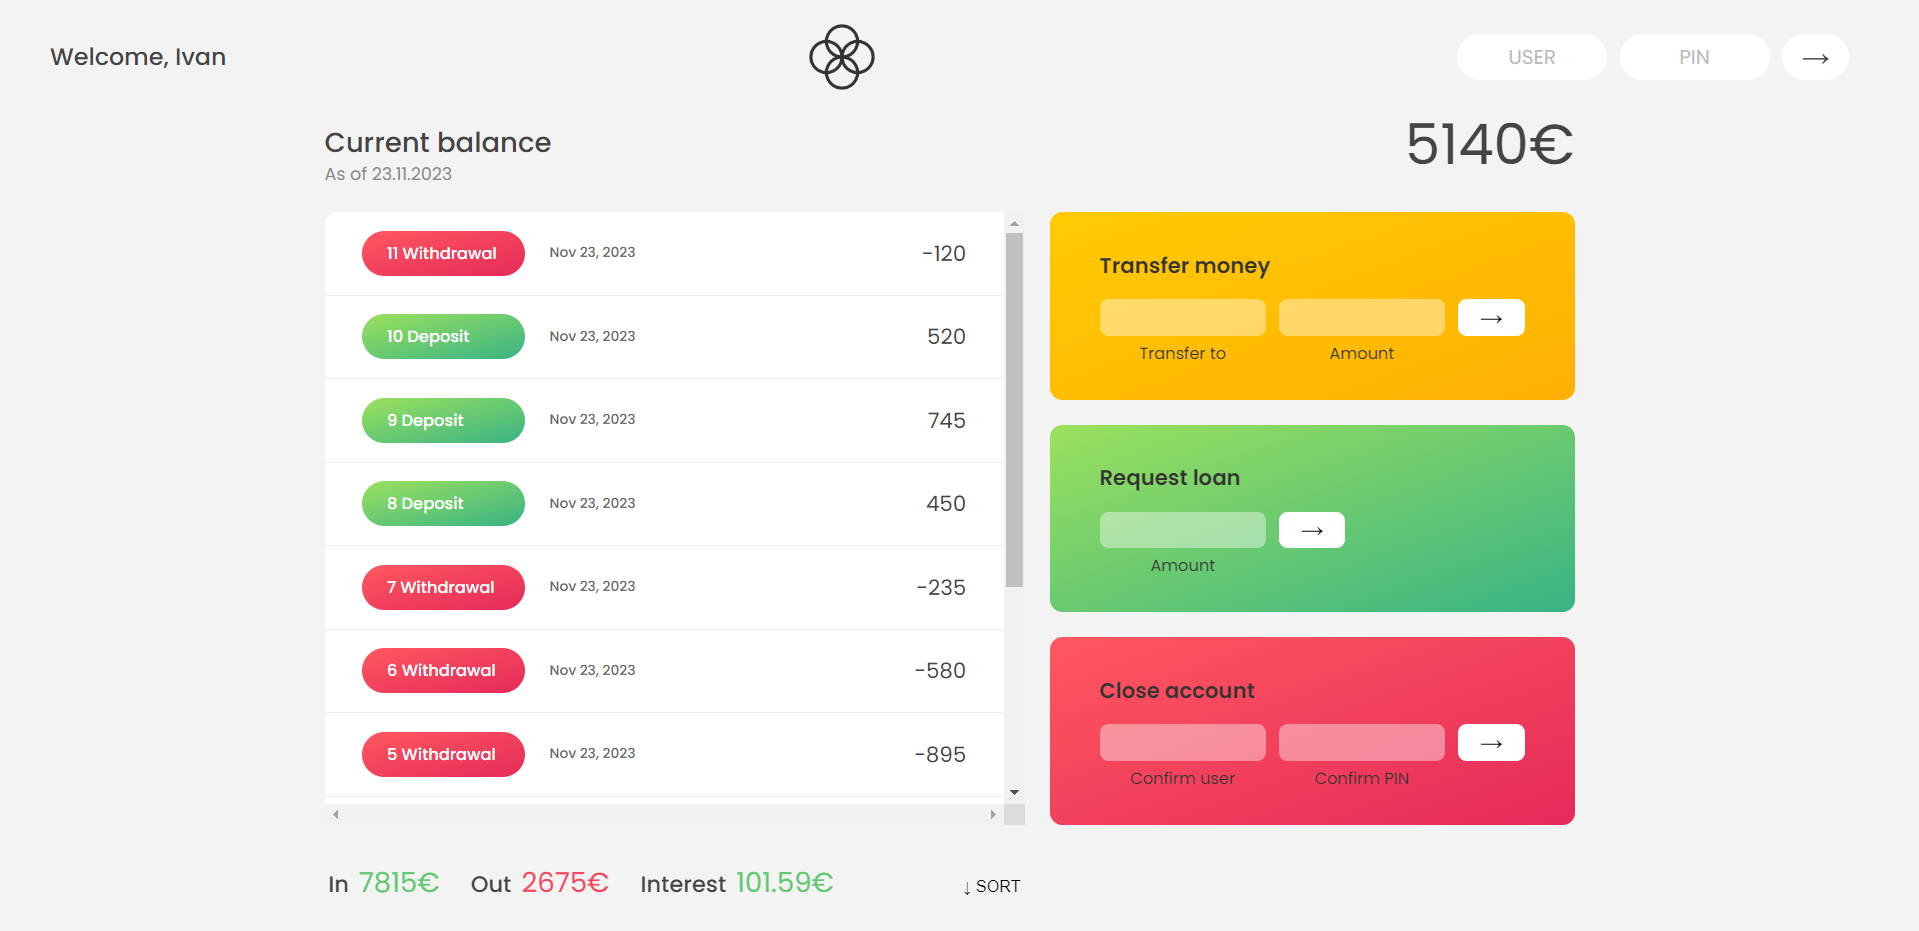 Welcome, Ivan
USER
PIN
→
Current balance
As of 23.11.2023
5140€
11 Withdrawal Nov 23, 2023 -120
10 Deposit Nov 23, 2023 520
9 Deposit Nov 23, 2023 745
8 Deposit Nov 23, 2023 450
7 Withdrawal Nov 23, 2023 -235
6 Withdrawal Nov 23, 2023 -580
5 Withdrawal Nov 23, 2023 -895
Transfer money
→
Transfer to Amount
Request loan
→
Amount
Close account
→
Confirm user Confirm PIN
In 7815€ Out 2675€ Interest 101.59€ ↓ SORT